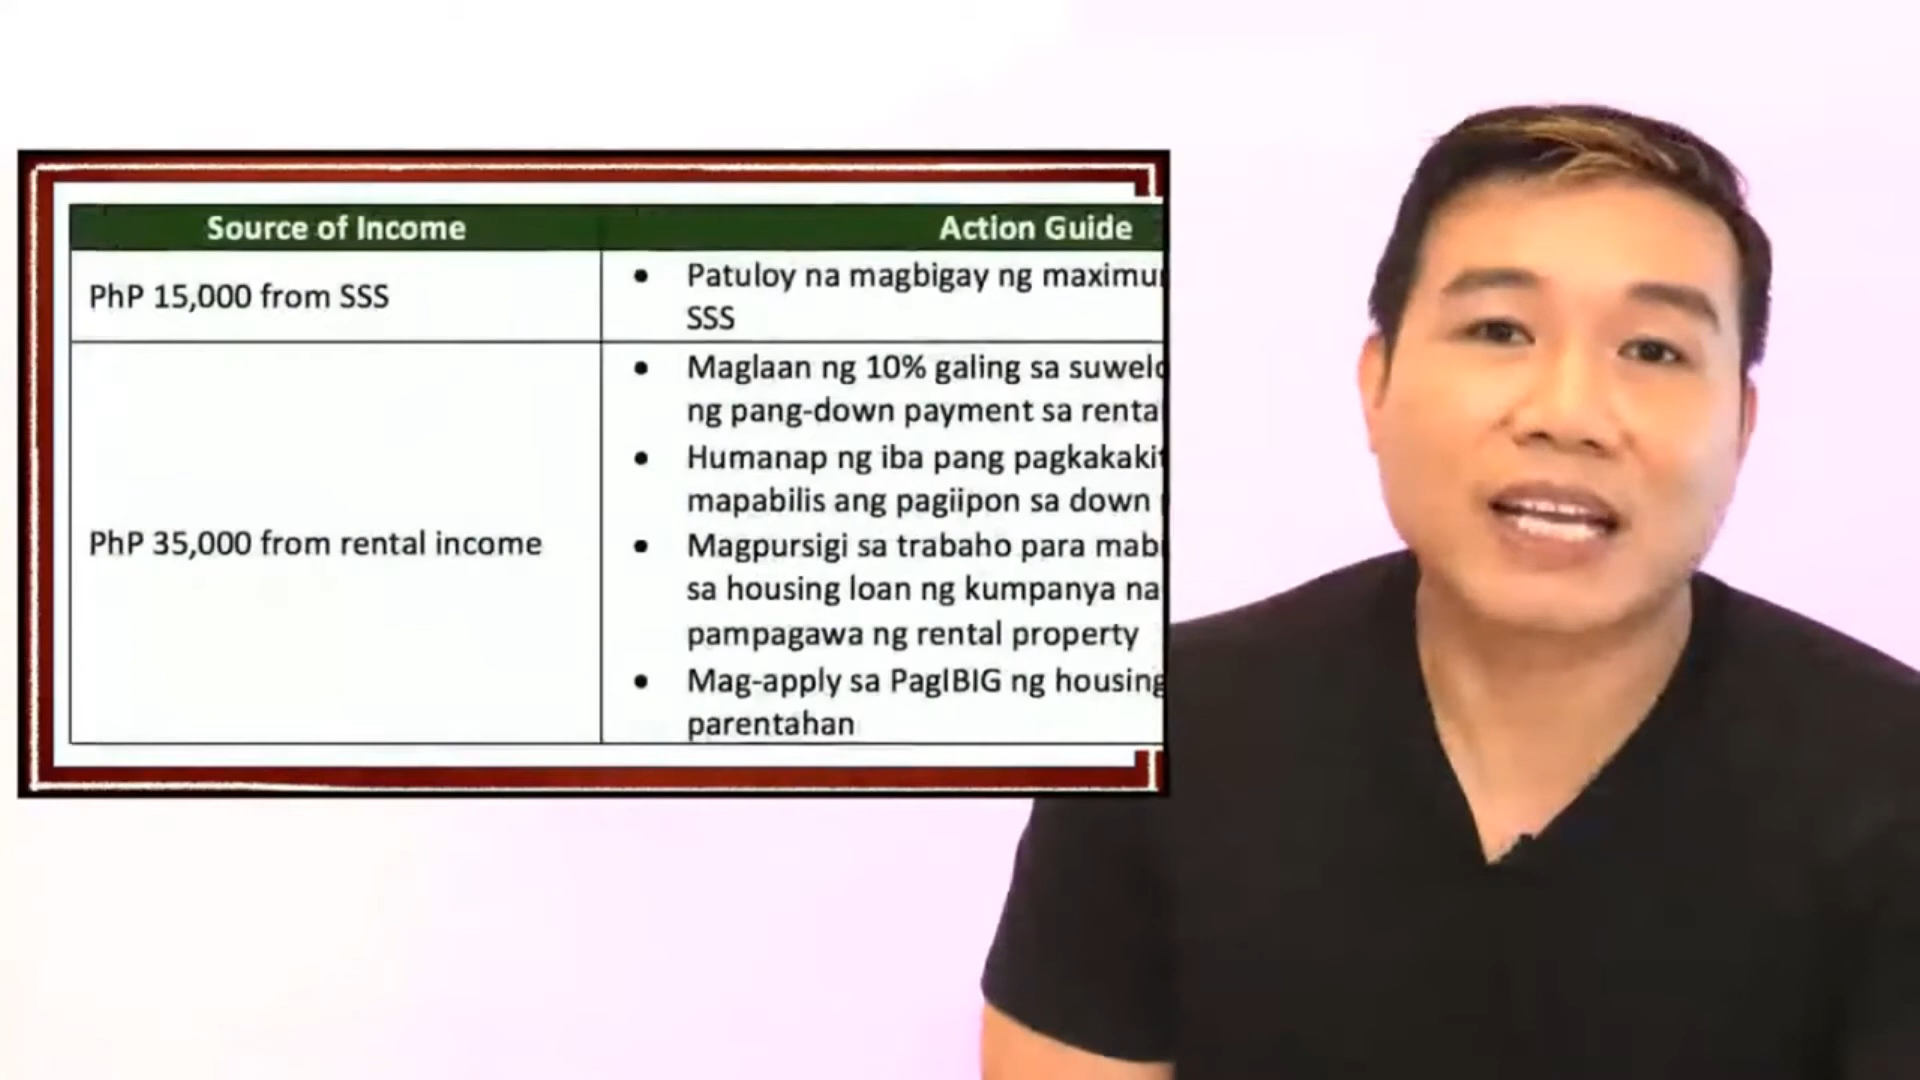 Source of Income
Action Guide
PhP 15,000 from SSS
Patuloy na magbigay ng
SSS
PhP 35,000 from rental income
Maglaan ng 10% galing sa
ng pang-down payment sa
Humanap ng iba pang
mapabilis ang pagiipon sa down
Magpursigi sa trabaho para
sa housing loan ng kumpanya na
pampagawa ng rental property
Mag-apply sa PagIBIG ng housing
parentahan